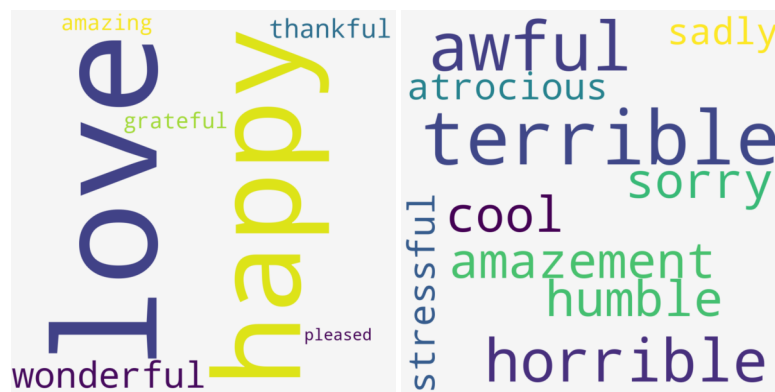 amazing
thankful
love
happy
grateful
pleased
wonderful
awful
sadly
atrocious
terrible
sorry
stressful
cool
amazement
humble
horrible